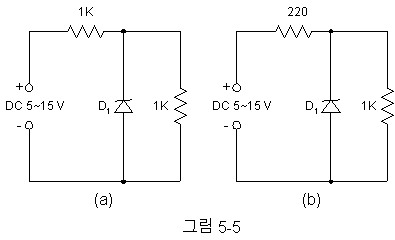 1K
220
+
DC 5~15 V
-
D1
1K
+
DC 5~15 V
-
D1
1K
(a)
(b)
그림 5-5